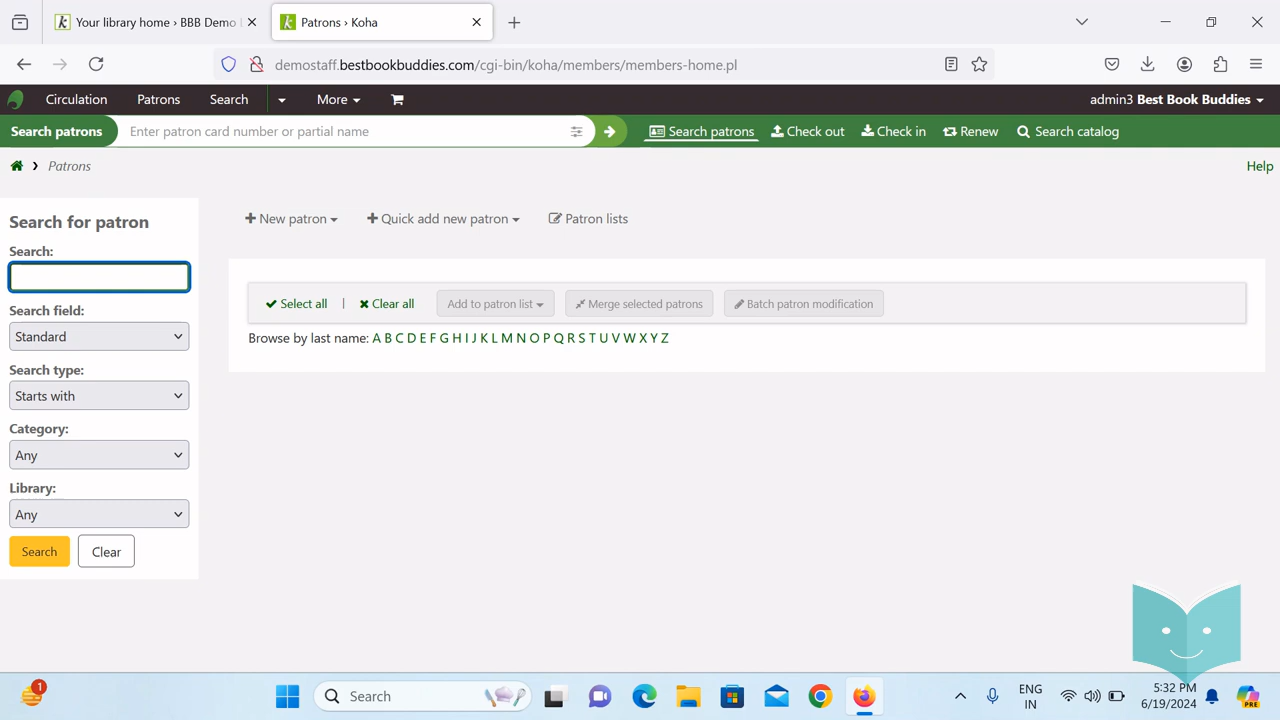 Your library home › BBB Demo
Patrons › Koha
demostaff.bestbookbuddies.com/cgi-bin/koha/members/members-home.pl
Circulation Patrons Search More admin3 Best Book Buddies
Search patrons Enter patron card number or partial name Search patrons Check out Check in Renew Search catalog
Patrons Help
Search for patron
New patron Quick add new patron Patron lists
Search:
Select all | Clear all Add to patron list Merge selected patrons Batch patron modification
Browse by last name: A B C D E F G H I J K L M N O P Q R S T U V W X Y Z
Search field:
Standard
Search type:
Starts with
Category:
Any
Library:
Any
Search Clear
1
Search
ENG
IN
5:32 PM
6/19/2024
PRE